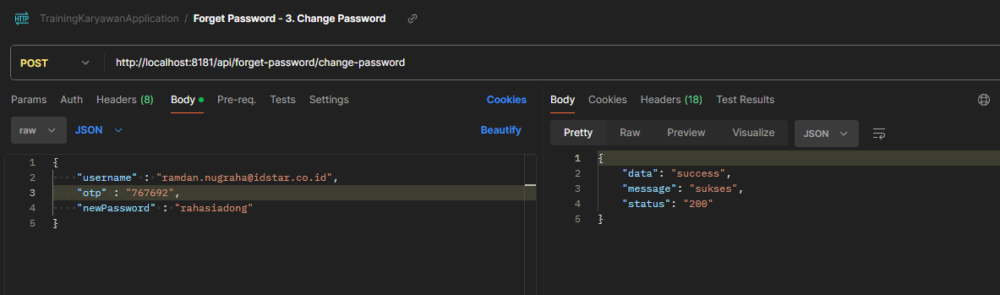 HTTP TrainingKaryawanApplication / Forget Password - 3. Change Password
POST http://localhost:8181/api/forget-password/change-password
Params Auth Headers (8) Body Pre-req. Tests Settings Cookies
raw JSON Beautify
1 {
2 "username" : "ramdan.nugraha@idstar.co.id",
3 "otp" : "767692",
4 "newPassword" : "rahasiadong"
5 }
Body Cookies Headers (18) Test Results
Pretty Raw Preview Visualize JSON
1 {
2 "data": "success",
3 "message": "sukses",
4 "status": "200"
5 }